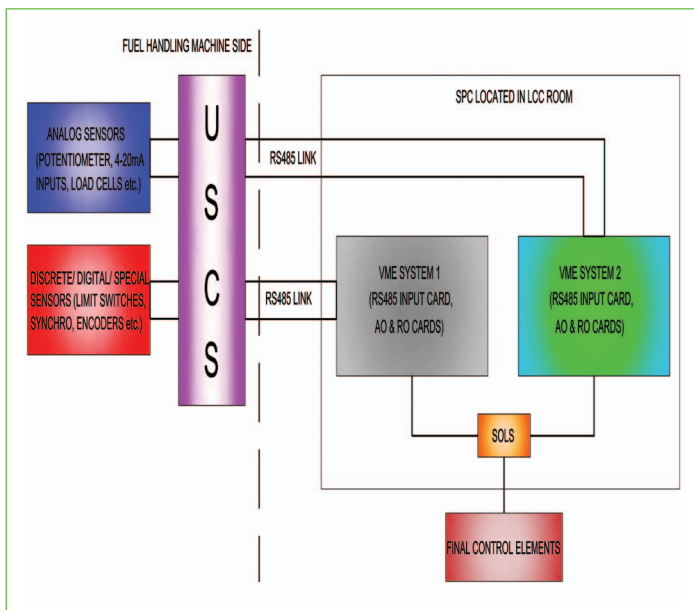 FUEL HANDLING MACHINE SIDE
SPC LOCATED IN LCC ROOM
ANALOG SENSORS
(POTENTIOMETER, 4-20mA
INPUTS, LOAD CELLS etc.)
U
S
C
S
RS485 LINK
DISCRETE/ DIGITAL/ SPECIAL
SENSORS (LIMIT SWITCHES,
SYNCHRO, ENCODERS etc.)
RS485 LINK
VME SYSTEM 1
(RS485 INPUT CARD,
AO & RO CARDS)
VME SYSTEM 2
(RS485 INPUT CARD,
AO & RO CARDS)
SOLS
FINAL CONTROL ELEMENTS